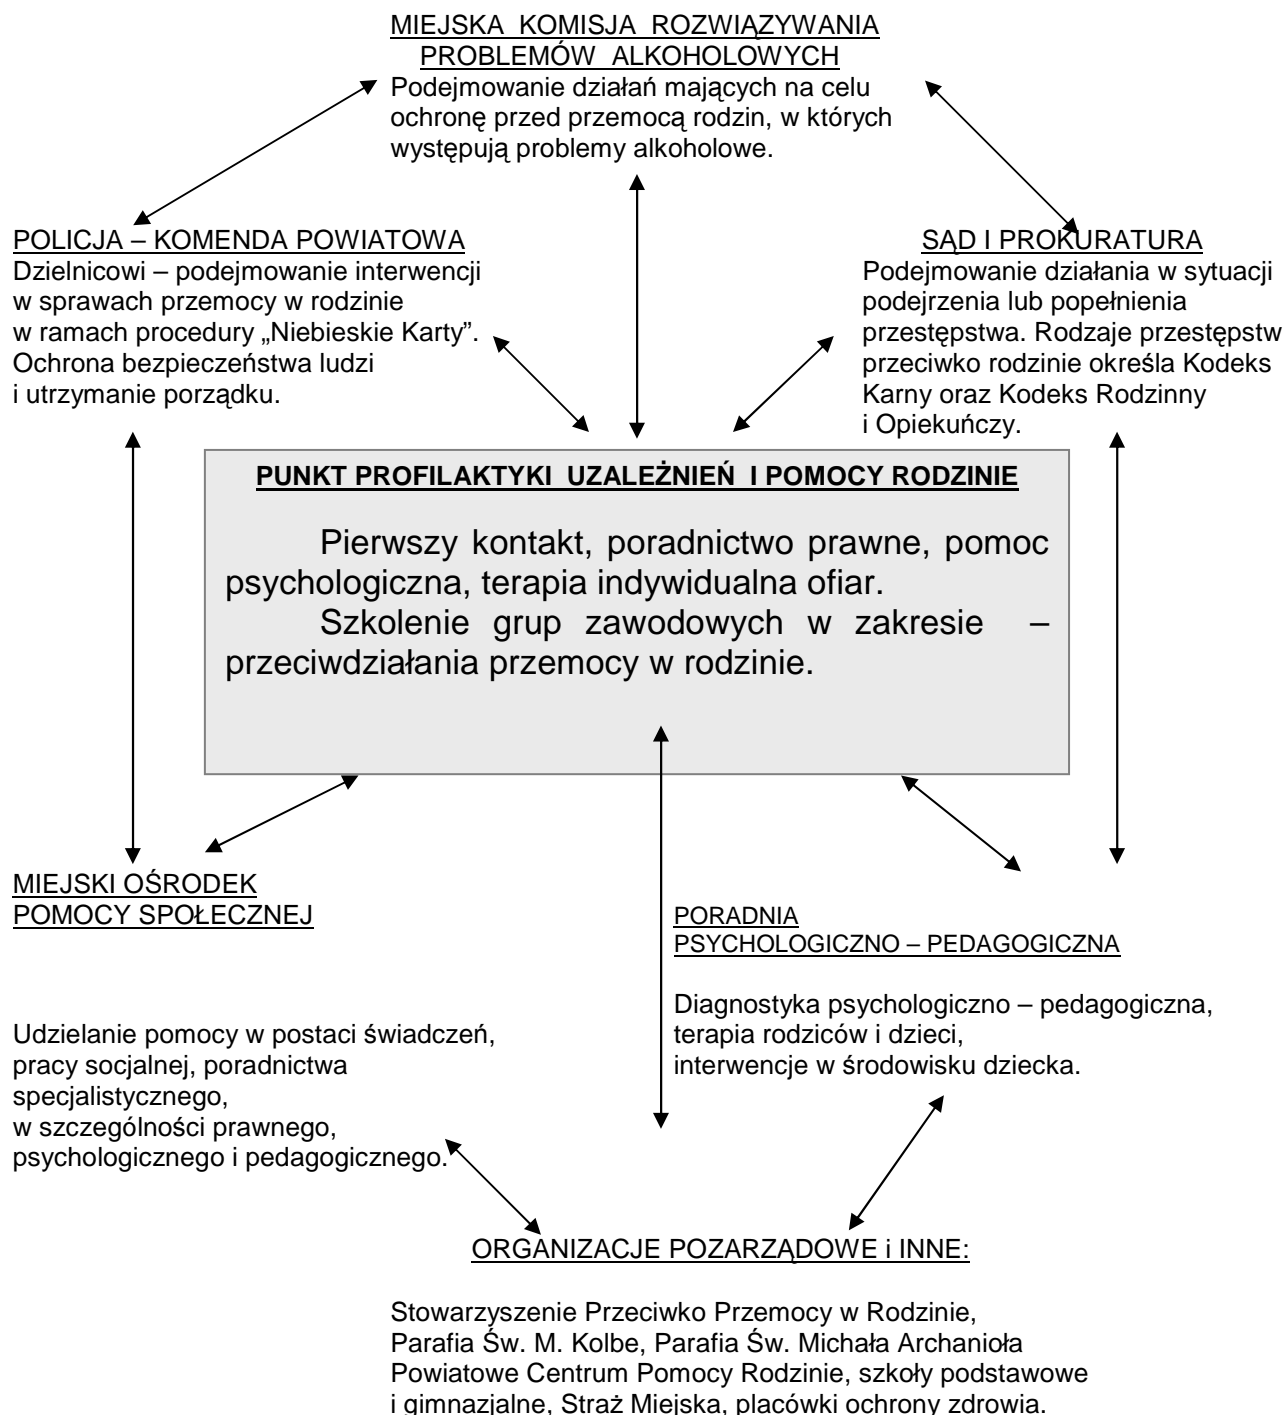 MIEJSKA KOMISJA ROZWIĄZYWANIA
PROBLEMÓW ALKOHOLOWYCH
Podejmowanie działań mających na celu
ochronę przed przemocą rodzin, w których
występują problemy alkoholowe.
POLICJA – KOMENDA POWIATOWA
Dzielnicowi – podejmowanie interwencji
w sprawach przemocy w rodzinie
w ramach procedury „Niebieskie Karty”.
Ochrona bezpieczeństwa ludzi
i utrzymanie porządku.
SĄD I PROKURATURA
Podejmowanie działania w sytuacji
podejrzenia lub popełnienia
przestępstwa. Rodzaje przestępstw
przeciwko rodzinie określa Kodeks
Karny oraz Kodeks Rodzinny
i Opiekuńczy.
PUNKT PROFILAKTYKI UZALEŻNIEŃ I POMOCY RODZINIE
Pierwszy kontakt, poradnictwo prawne, pomoc
psychologiczna, terapia indywidualna ofiar.
Szkolenie grup zawodowych w zakresie –
przeciwdziałania przemocy w rodzinie.
MIEJSKI OŚRODEK
POMOCY SPOŁECZNEJ
Udzielanie pomocy w postaci świadczeń,
pracy socjalnej, poradnictwa
specjalistycznego,
w szczególności prawnego,
psychologicznego i pedagogicznego.
PORADNIA
PSYCHOLOGICZNO – PEDAGOGICZNA
Diagnostyka psychologiczno – pedagogiczna,
terapia rodziców i dzieci,
interwencje w środowisku dziecka.
ORGANIZACJE POZARZĄDOWE i INNE:
Stowarzyszenie Przeciwko Przemocy w Rodzinie,
Parafia Św. M. Kolbe, Parafia Św. Michała Archanioła
Powiatowe Centrum Pomocy Rodzinie, szkoły podstawowe
i gimnazjalne, Straż Miejska, placówki ochrony zdrowia.